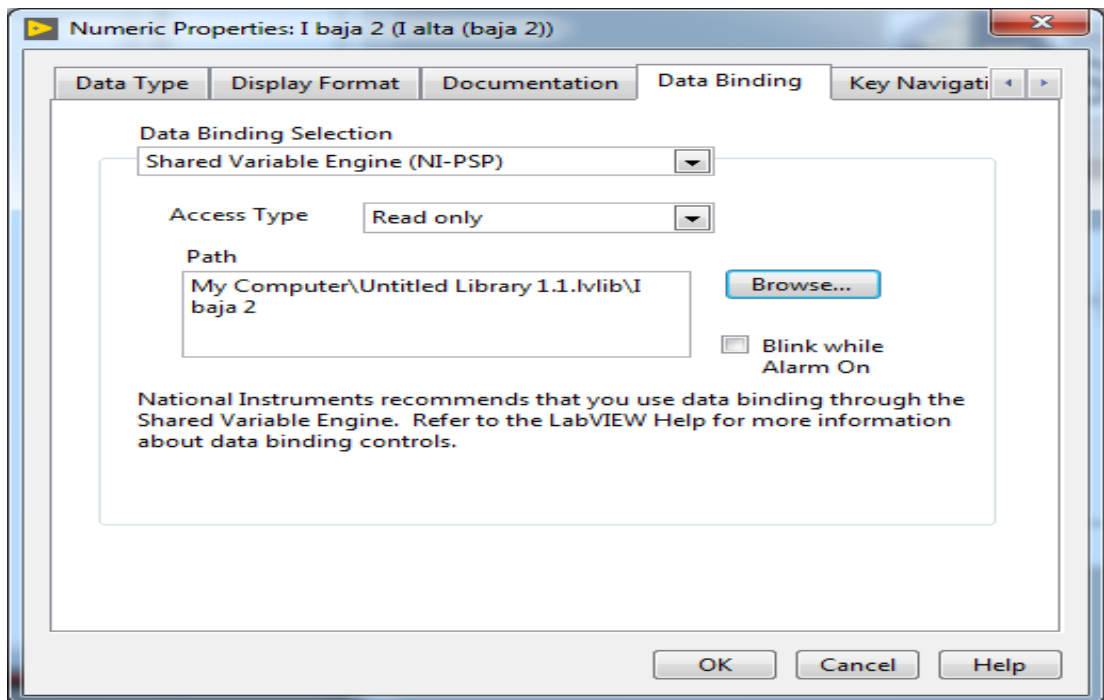 Numeric Properties: I baja 2 (I alta (baja 2))
Data Type Display Format Documentation Data Binding Key Navigati
Data Binding Selection
Shared Variable Engine (NI-PSP)
Access Type Read only
Path
My Computer\Untitled Library 1.1.lvlib\I
baja 2
Browse...
Blink while
Alarm On
National Instruments recommends that you use data binding through the
Shared Variable Engine. Refer to the LabVIEW Help for more information
about data binding controls.
OK Cancel Help